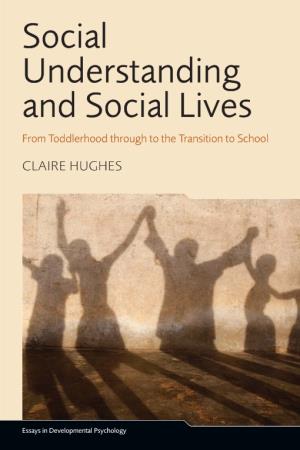 Social
Understanding
and Social Lives
From Toddlerhood through to the Transition to School
CLAIRE HUGHES
Essays in Developmental Psychology